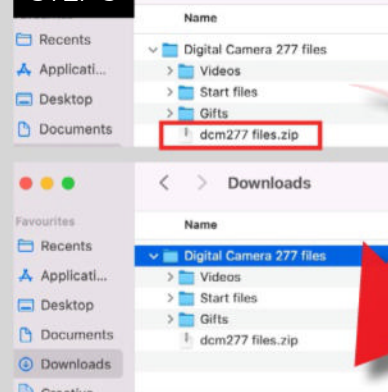 Name
Recents
Digital Camera 277 files
Applicati...
Videos
Desktop
Start files
Gifts
Documents
dcm277 files.zip
Downloads
Favourites
Name
Recents
Digital Camera 277 files
Applicati...
Videos
Desktop
Start files
Gifts
Documents
dcm277 files.zip
Downloads